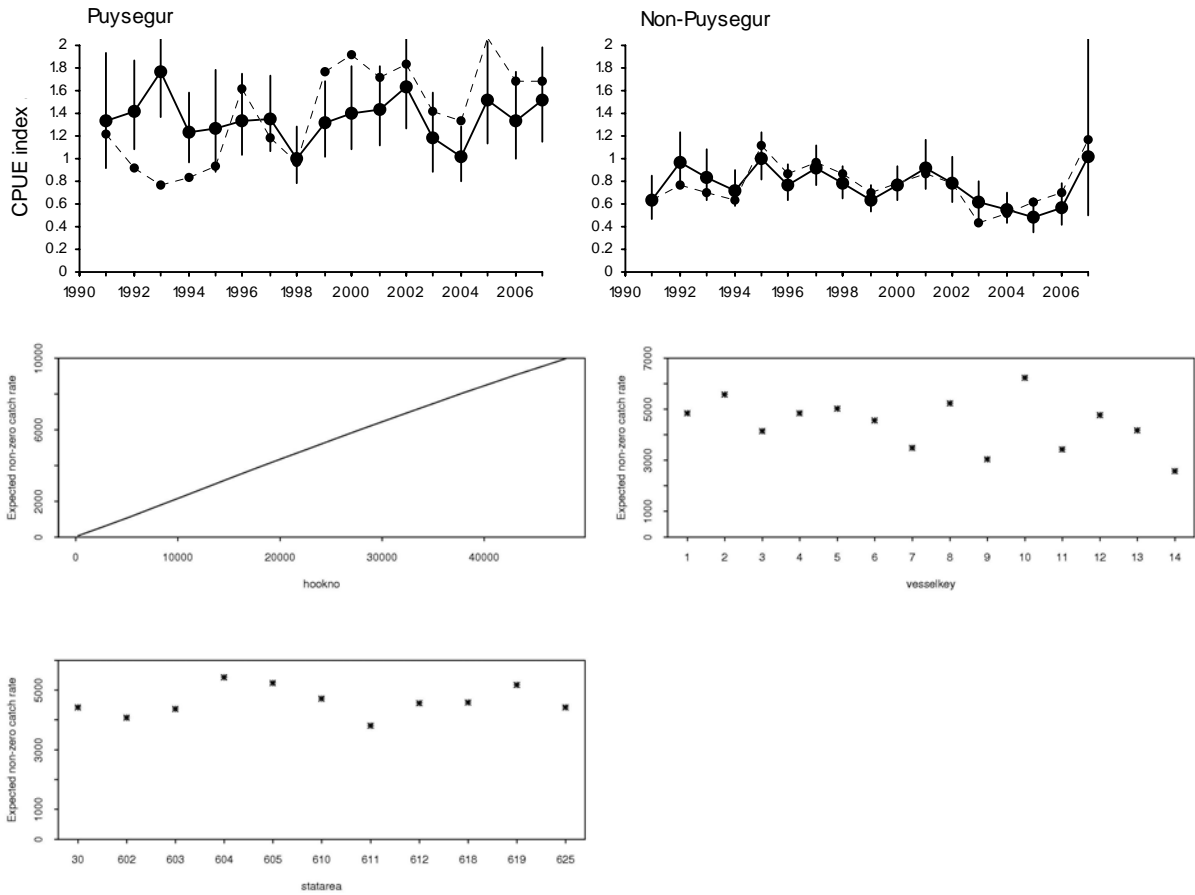 Puysegur
Non-Puysegur
CPUE index .
2
1.8
1.6
1.4
1.2
1
0.8
0.6
0.4
0.2
0
1990 1992 1994 1996 1998 2000 2002 2004 2006
2
1.8
1.6
1.4
1.2
1
0.8
0.6
0.4
0.2
0
1990 1992 1994 1996 1998 2000 2002 2004 2006
Expected non-zero catch rate
10000
6000
2000
0
0 10000 20000 30000 40000
hookno
Expected non-zero catch rate
7000
5000
3000
1000
0
1 2 3 4 5 6 7 8 9 10 11 12 13 14
vesselkey
Expected non-zero catch rate
5000
3000
1000
0
30 602 603 604 605 610 611 612 618 619 625
statarea